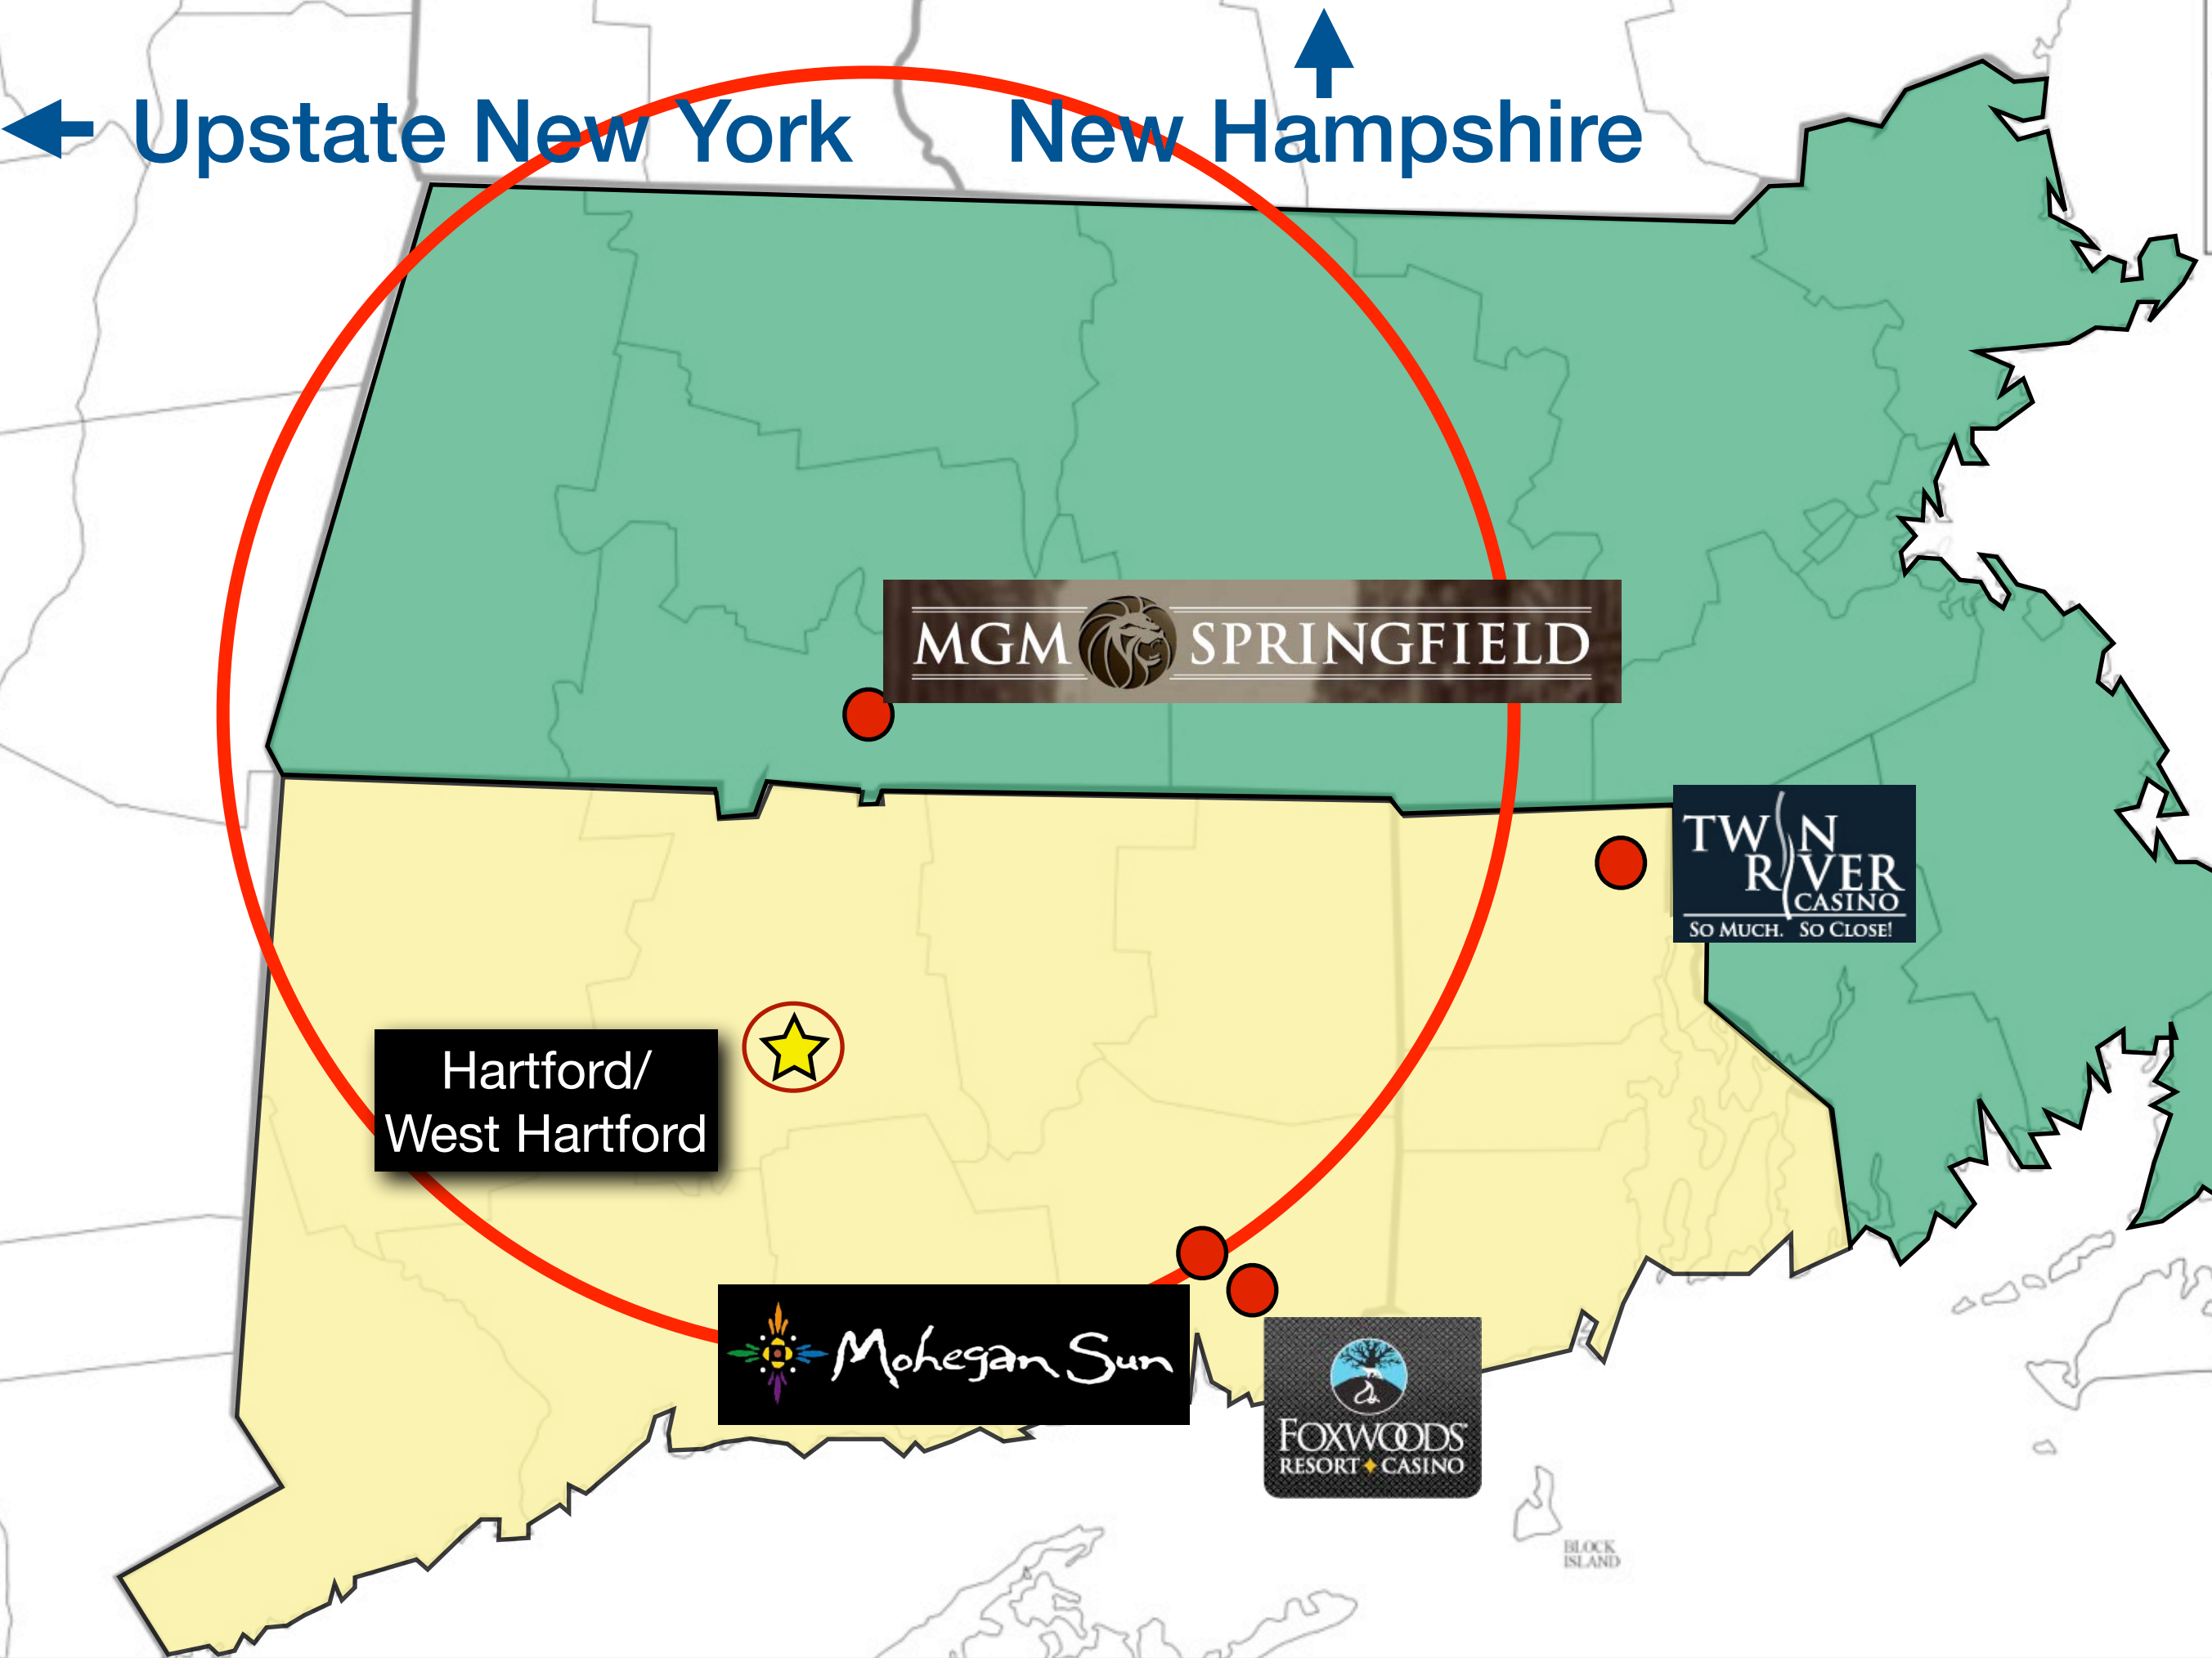 Upstate New York
New Hampshire
MGM SPRINGFIELD
TWIN
RIVER
CASINO
SO MUCH. SO CLOSE!
Hartford/
West Hartford
Mohegan Sun
FOXWOODS
RESORT CASINO
BLOCK
ISLAND